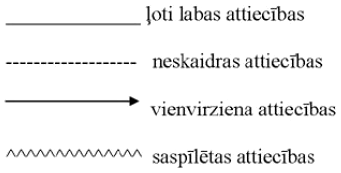 ļoti labas attiecības
neskaidras attiecības
vienvirziena attiecības
saspīlētas attiecības